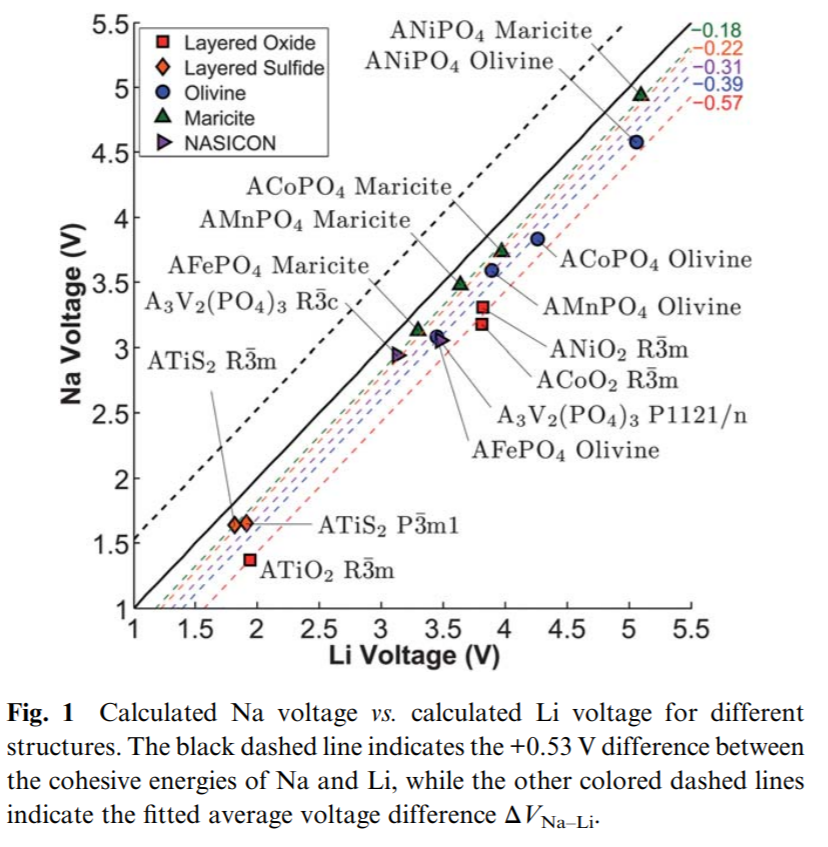 5.5
5
4.5
4
3.5
3
2.5
2
1.5
1
Na Voltage (V)
Layered Oxide
Layered Sulfide
Olivine
Maricite
NASICON
ANiPO₄ Maricite
ANiPO₄ Olivine
−0.18
−0.22
−0.31
−0.39
−0.57
ACoPO₄ Maricite
AMnPO₄ Maricite
AFePO₄ Maricite
A₃V₂(PO₄)₃ R3̄c
ATiS₂ R3̄m
ACoPO₄ Olivine
AMnPO₄ Olivine
ANiO₂ R3̄m
ACoO₂ R3̄m
A₃V₂(PO₄)₃ P1121/n
AFePO₄ Olivine
ATiS₂ P3̄m1
ATiO₂ R3̄m
1 1.5 2 2.5 3 3.5 4 4.5 5 5.5
Li Voltage (V)
Fig. 1 Calculated Na voltage vs. calculated Li voltage for different
structures. The black dashed line indicates the +0.53 V difference between
the cohesive energies of Na and Li, while the other colored dashed lines
indicate the fitted average voltage difference ΔV_Na–Li.